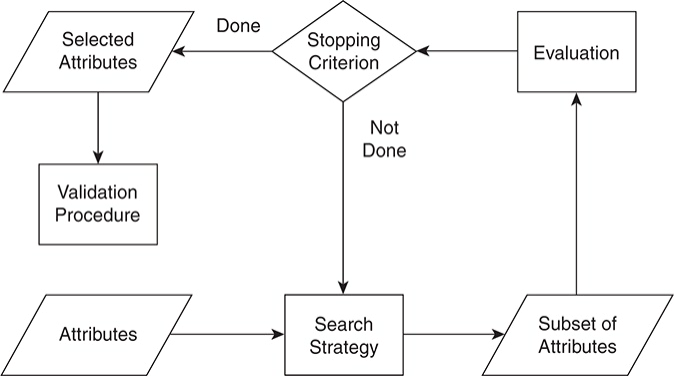 Selected
Attributes
Done
Stopping
Criterion
Evaluation
Not
Done
Validation
Procedure
Attributes
Search
Strategy
Subset of
Attributes